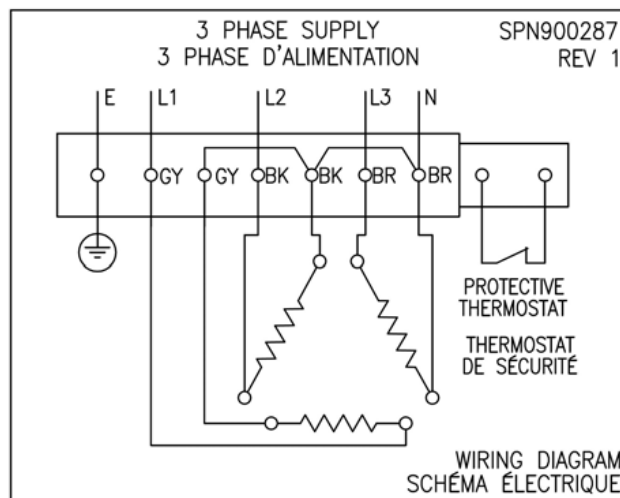 3 PHASE SUPPLY
3 PHASE D'ALIMENTATION
SPN900287
REV 1
E L1 L2 L3 N
GY GY BK BK BR BR
PROTECTIVE
THERMOSTAT
THERMOSTAT
DE SÉCURITÉ
WIRING DIAGRAM
SCHÉMA ÉLECTRIQUE